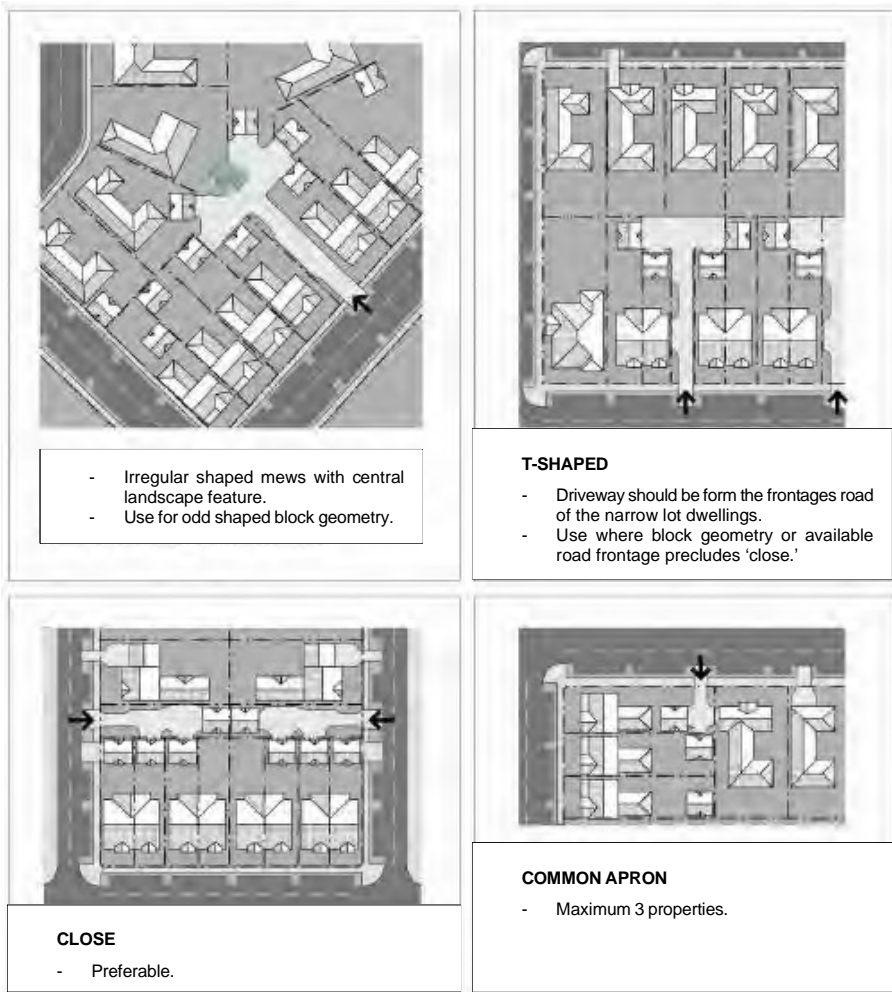 - Irregular shaped mews with central
landscape feature.
- Use for odd shaped block geometry.
T-SHAPED
- Driveway should be form the frontages road
of the narrow lot dwellings.
- Use where block geometry or available
road frontage precludes ‘close.’
CLOSE
- Preferable.
COMMON APRON
- Maximum 3 properties.